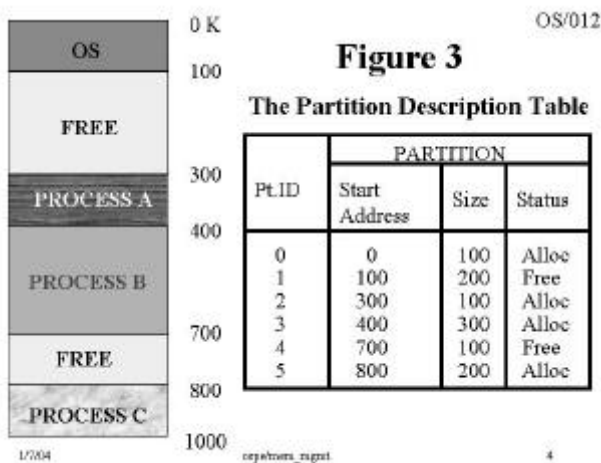 OS/012
0 K
OS
100
FREE
300
PROCESS A
400
PROCESS B
700
FREE
800
PROCESS C
1000
Figure 3
The Partition Description Table
PARTITION
Pt.ID Start Address Size Status
0 0 100 Alloc
1 100 200 Free
2 300 100 Alloc
3 400 300 Alloc
4 700 100 Free
5 800 200 Alloc
1/7/04
4